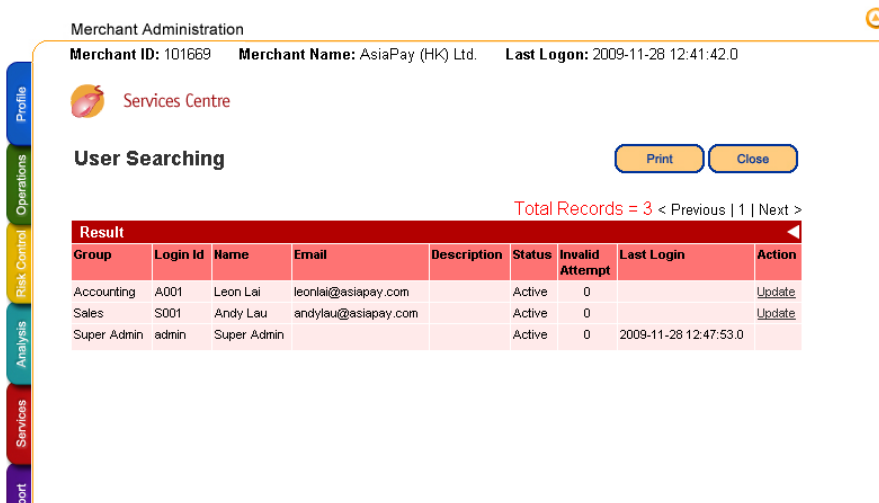 Merchant Administration
Merchant ID: 101669 Merchant Name: AsiaPay (HK) Ltd. Last Logon: 2009-11-28 12:41:42.0
Services Centre
User Searching Print Close
Total Records = 3 < Previous | 1 | Next >
Result
Group Login Id Name Email Description Status Invalid Attempt Last Login Action
Accounting A001 Leon Lai leonlai@asiapay.com Active 0 Update
Sales S001 Andy Lau andylau@asiapay.com Active 0 Update
Super Admin admin Super Admin Active 0 2009-11-28 12:47:53.0
Profile
Operations
Risk Control
Analysis
Services